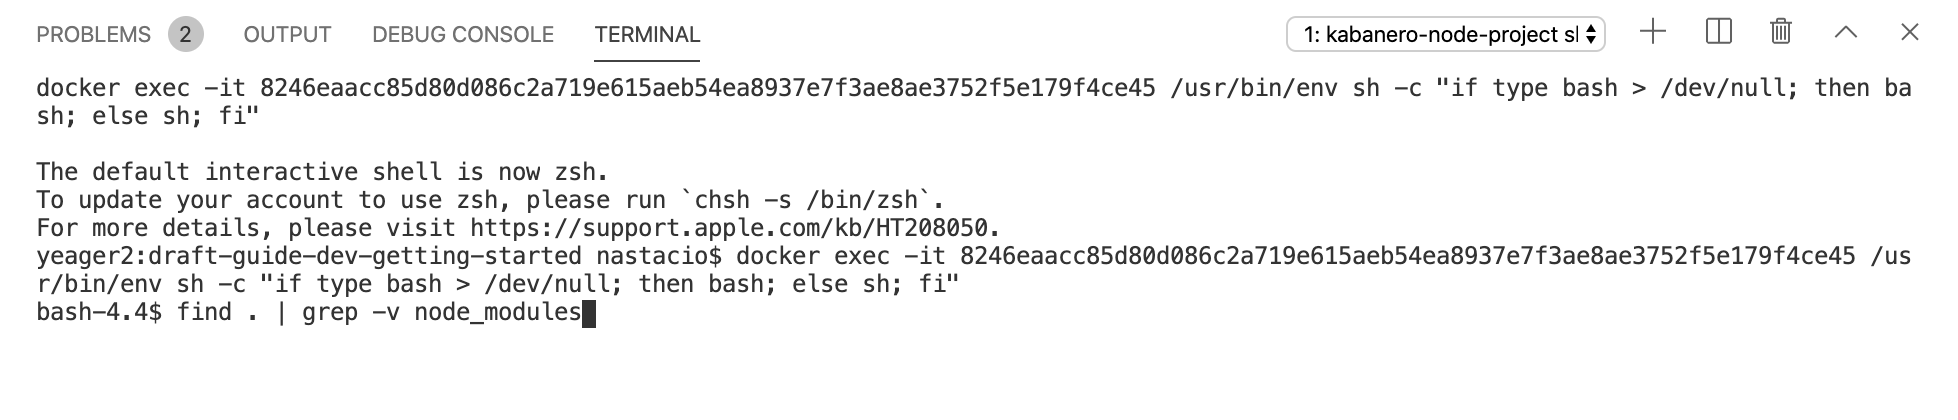 PROBLEMS 2 OUTPUT DEBUG CONSOLE TERMINAL 1: kabanero-node-project sl
docker exec -it 8246eaacc85d80d086c2a719e615aeb54ea8937e7f3ae8ae3752f5e179f4ce45 /usr/bin/env sh -c "if type bash > /dev/null; then ba
sh; else sh; fi"
The default interactive shell is now zsh.
To update your account to use zsh, please run `chsh -s /bin/zsh`.
For more details, please visit https://support.apple.com/kb/HT208050.
yeager2:draft-guide-dev-getting-started nastacio$ docker exec -it 8246eaacc85d80d086c2a719e615aeb54ea8937e7f3ae8ae3752f5e179f4ce45 /us
r/bin/env sh -c "if type bash > /dev/null; then bash; else sh; fi"
bash-4.4$ find . | grep -v node_modules